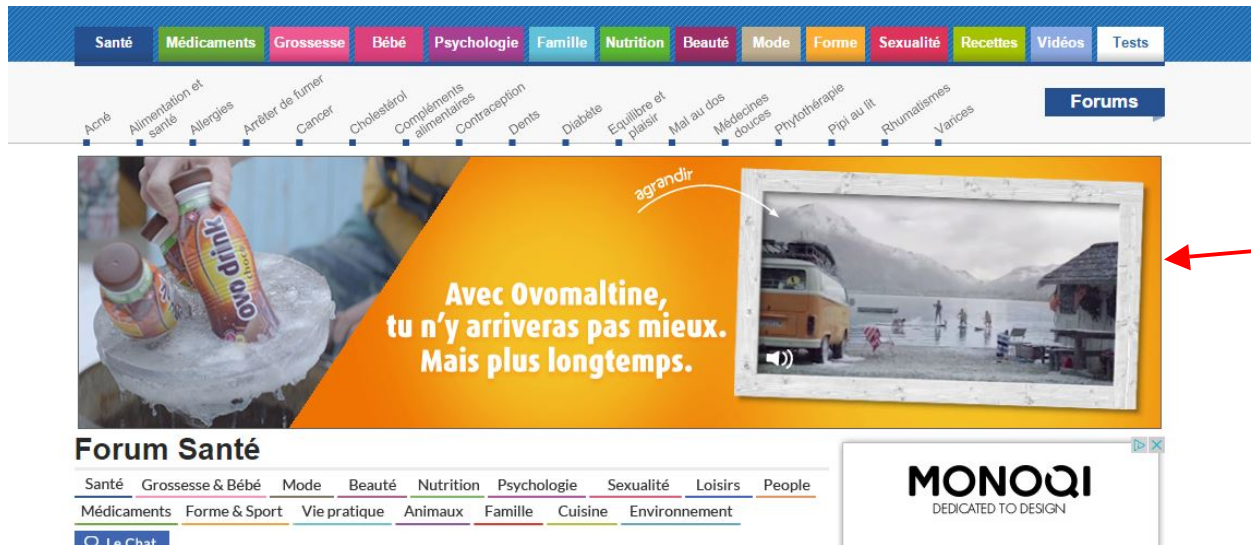 Santé Médicaments Grossesse Bébé Psychologie Famille Nutrition Beauté Mode Forme Sexualité Recettes Vidéos Tests
Acné
Alimentation et
santé
Allergies
Arrêter de fumer
Cancer
Cholestérol
Compléments
alimentaires
Contraception
Dents
Diabète
Equilibre et
plaisir
Mal au dos
Médecines
douces
Phytothérapie
Pipi au lit
Rhumatismes
Varices
Forums
agrandir
ovo drink
choco
Avec Ovomaltine,
tu n'y arriveras pas mieux.
Mais plus longtemps.
Forum Santé
Santé Grossesse & Bébé Mode Beauté Nutrition Psychologie Sexualité Loisirs People
Médicaments Forme & Sport Vie pratique Animaux Famille Cuisine Environnement
Le Chat
MONOQI
DEDICATED TO DESIGN